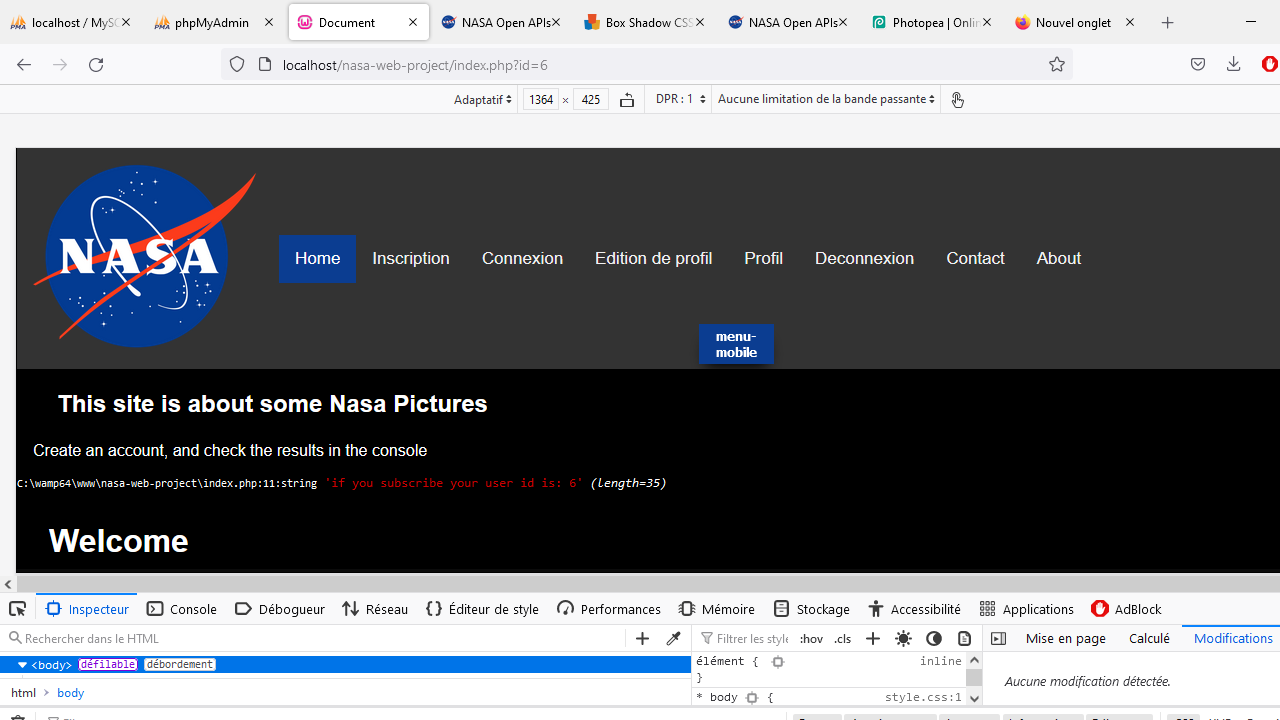 localhost / MySC
phpMyAdmin
Document
NASA Open APIs
Box Shadow CSS
NASA Open APIs
Photopea | Onlin
Nouvel onglet
localhost/nasa-web-project/index.php?id=6
Adaptatif
1364 × 425
DPR : 1
Aucune limitation de la bande passante
NASA
Home
Inscription
Connexion
Edition de profil
Profil
Deconnexion
Contact
About
menu-
mobile
This site is about some Nasa Pictures
Create an account, and check the results in the console
C:\wamp64\www\nasa-web-project\index.php:11:string 'if you subscribe your user id is: 6' (length=35)
Welcome
Inspecteur
Console
Débogueur
Réseau
Éditeur de style
Performances
Mémoire
Stockage
Accessibilité
Applications
AdBlock
Rechercher dans le HTML
Filtrer les style
:hov
.cls
Mise en page
Calculé
Modifications
<body> défilable débordement
élément {
inline
}
* body {
style.css:1
Aucune modification détectée.
html > body